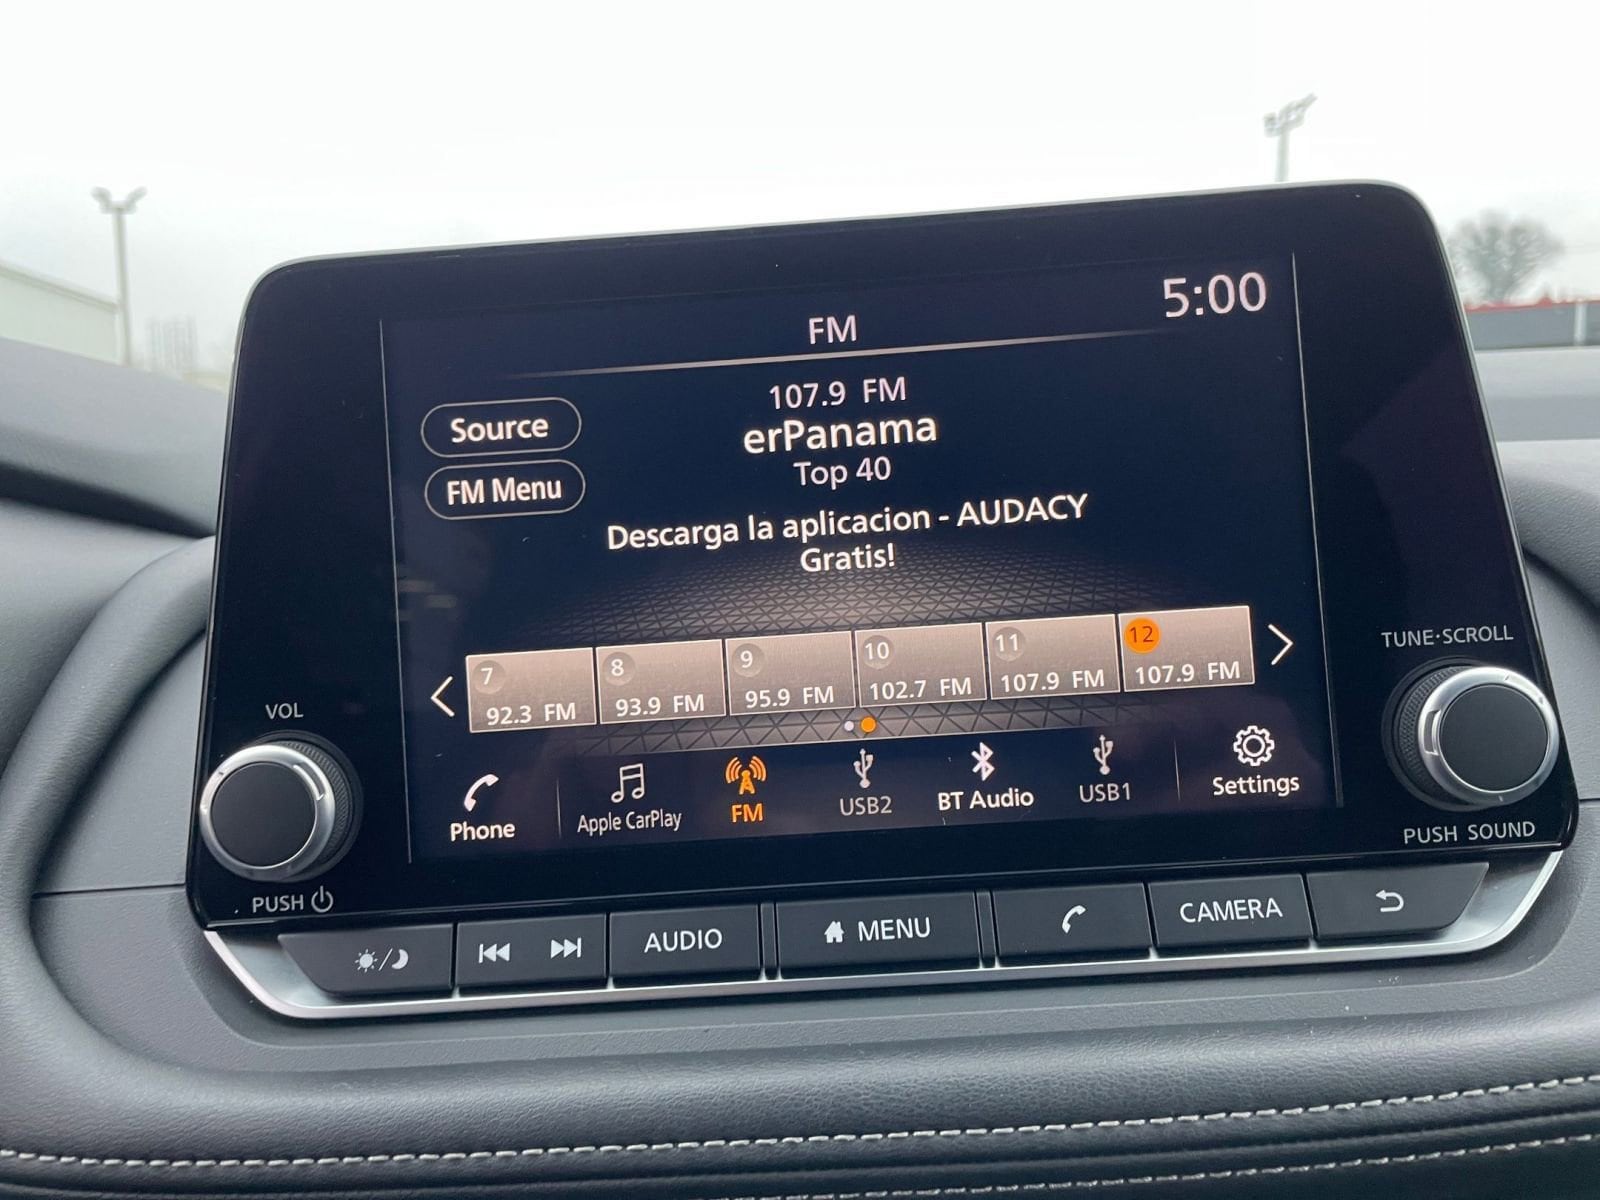 5:00
FM
107.9 FM
erPanama
Top 40
Source
FM Menu
Descarga la aplicacion - AUDACY
Gratis!
7 8 9 10 11 12
92.3 FM 93.9 FM 95.9 FM 102.7 FM 107.9 FM 107.9 FM
Phone Apple CarPlay FM USB2 BT Audio USB1 Settings
VOL
PUSH
TUNE·SCROLL
PUSH SOUND
AUDIO MENU CAMERA